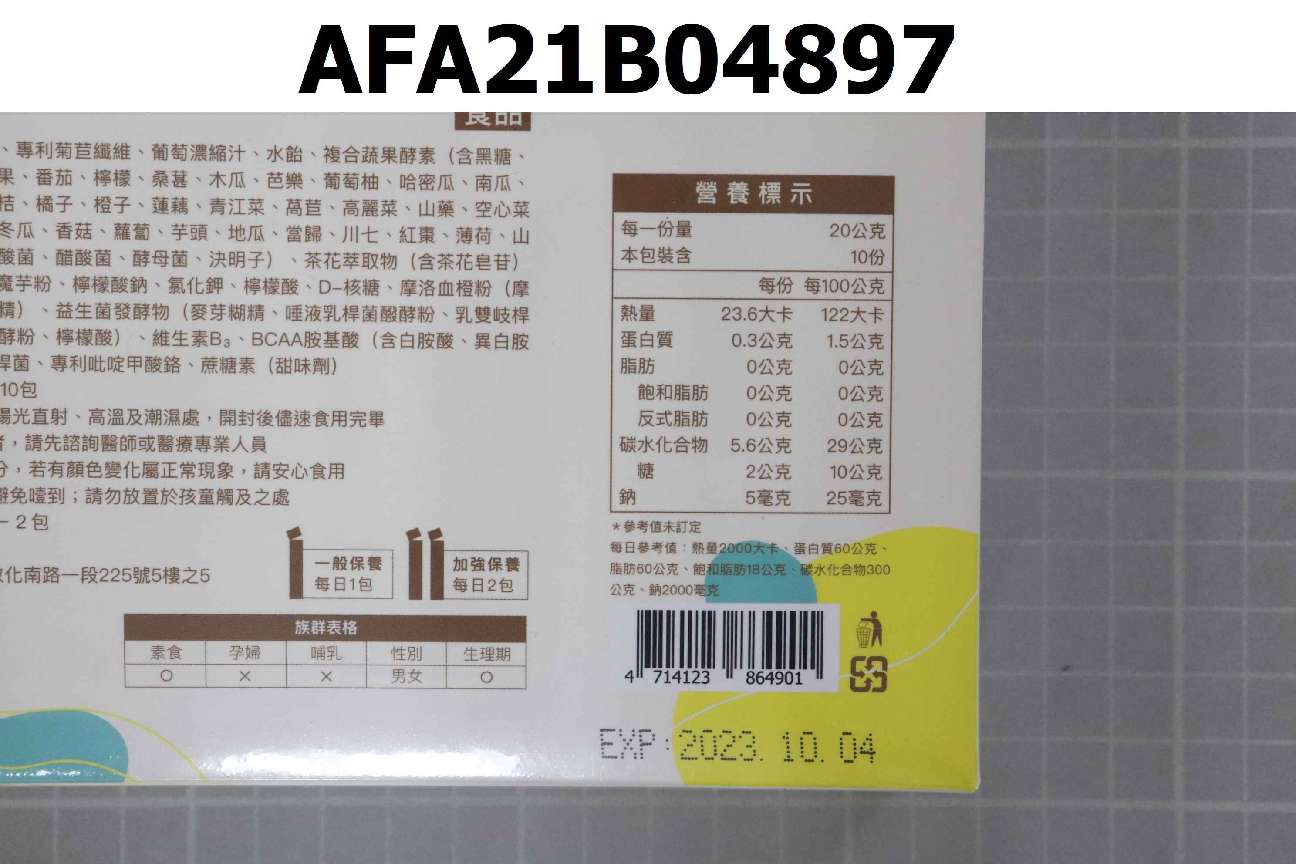 AFA21B04897
食品
、專利菊苣纖維、葡萄濃縮汁、水飴、複合蔬果酵素（含黑糖、
果、番茄、檸檬、桑葚、木瓜、芭樂、葡萄柚、哈密瓜、南瓜、
桔、橘子、橙子、蓮藕、青江菜、萵苣、高麗菜、山藥、空心菜
冬瓜、香菇、蘿蔔、芋頭、地瓜、當歸、川七、紅棗、薄荷、山
酸菌、醋酸菌、酵母菌、決明子）、茶花萃取物（含茶花皂苷）
魔芋粉、檸檬酸鈉、氯化鉀、檸檬酸、D-核糖、摩洛血橙粉（摩
精）、益生菌發酵物（麥芽糊精、唾液乳桿菌醱酵粉、乳雙歧桿
酵粉、檸檬酸）、維生素B₃、BCAA胺基酸（含白胺酸、異白胺
桿菌、專利吡啶甲酸鉻、蔗糖素（甜味劑）
10包
陽光直射、高溫及潮濕處，開封後儘速食用完畢
者，請先諮詢醫師或醫療專業人員
分，若有顏色變化屬正常現象，請安心食用
避免噎到；請勿放置於孩童觸及之處
－2包
化南路一段225號5樓之5
一般保養
每日1包
加強保養
每日2包
族群表格
素食 孕婦 哺乳 性別 生理期
○ × × 男女 ○
營養標示
每一份量 20公克
本包裝含 10份
每份 每100公克
熱量 23.6大卡 122大卡
蛋白質 0.3公克 1.5公克
脂肪 0公克 0公克
飽和脂肪 0公克 0公克
反式脂肪 0公克 0公克
碳水化合物 5.6公克 29公克
糖 2公克 10公克
鈉 5毫克 25毫克
＊參考值未訂定
每日參考值：熱量2000大卡、蛋白質60公克、
脂肪60公克、飽和脂肪18公克、碳水化合物300
公克、鈉2000毫克
4 714123 864901
EXP:2023.10.04